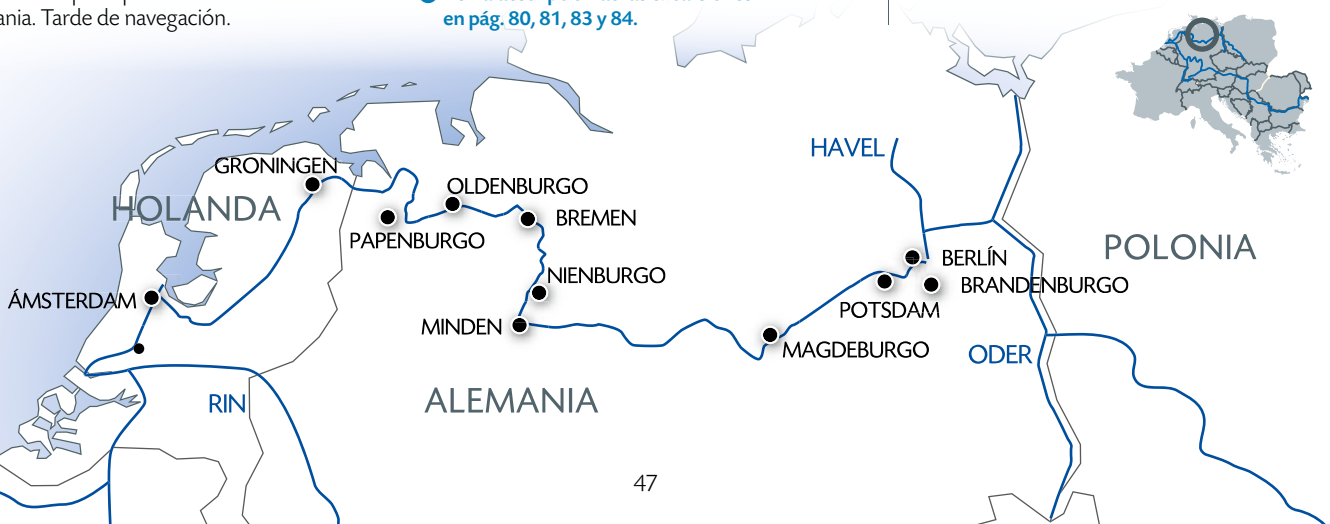 ania. Tarde de navegación.
en pág. 80, 81, 83 y 84.
HAVEL
GRONINGEN
OLDENBURGO
HOLANDA
BREMEN
PAPENBURGO
POLONIA
BERLÍN
NIENBURGO
BRANDENBURGO
ÁMSTERDAM
POTSDAM
MINDEN
MAGDEBURGO
ODER
ALEMANIA
RIN
47